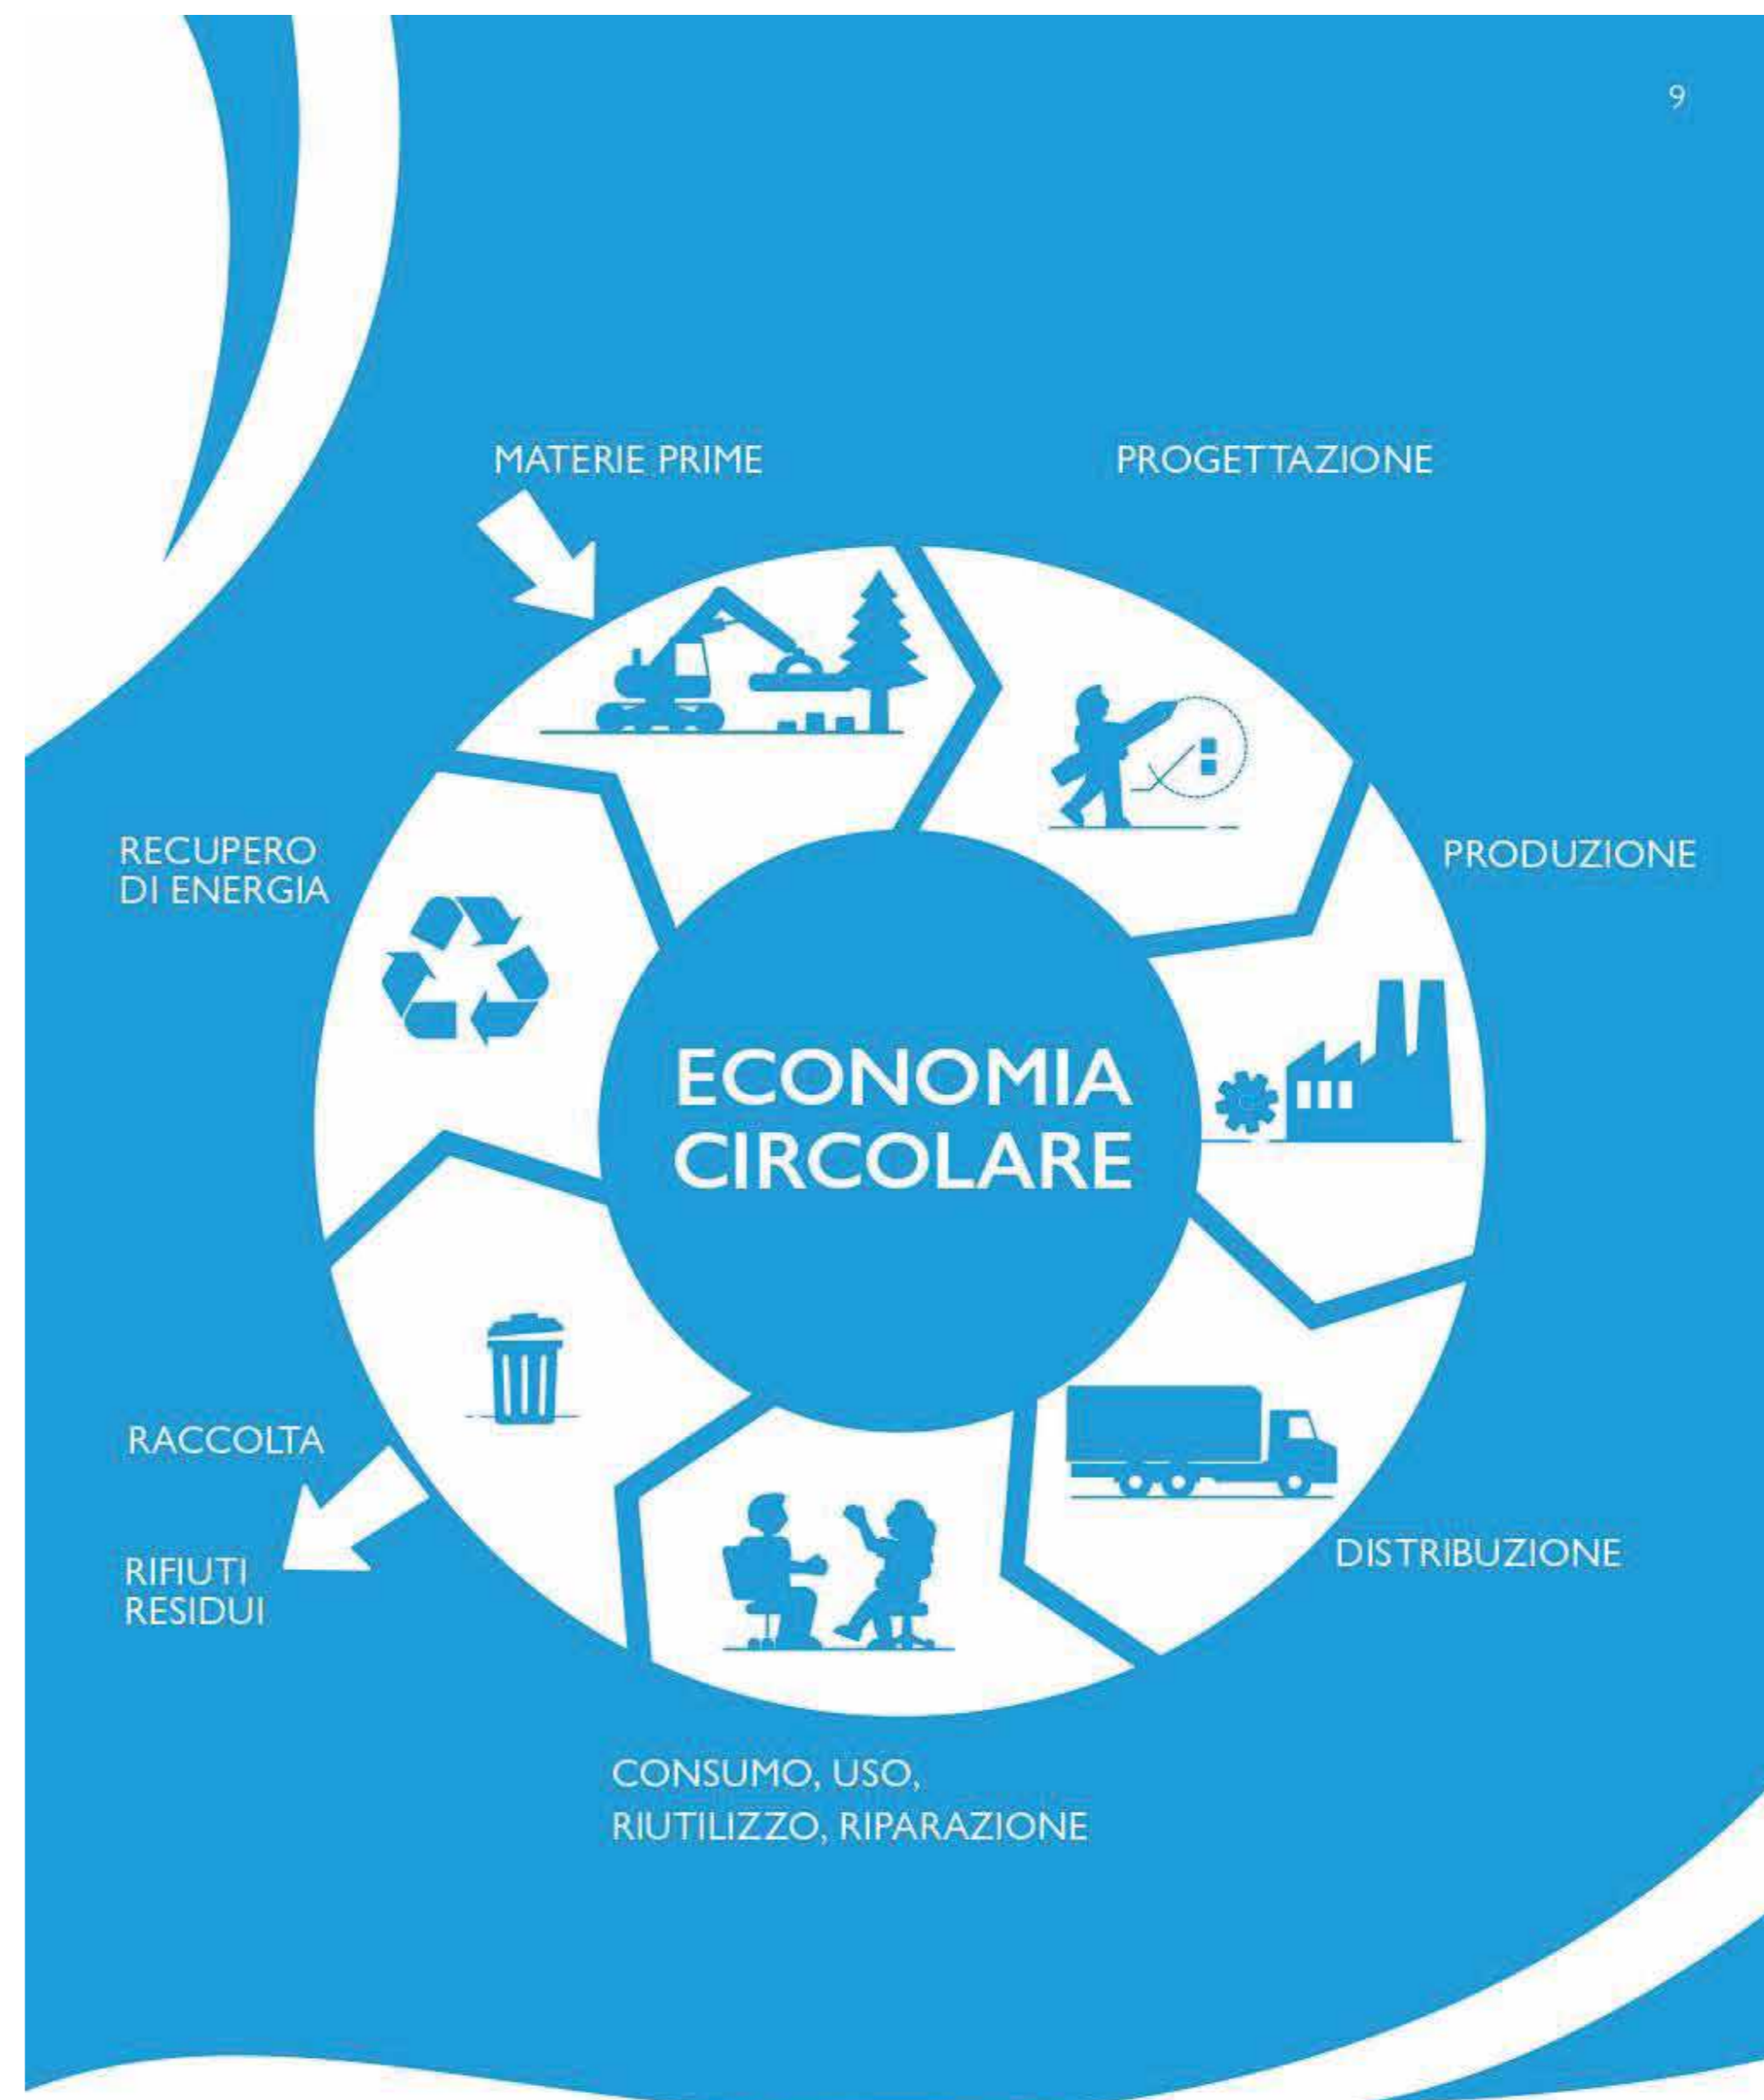 9
MATERIE PRIME
PROGETTAZIONE
RECUPERO
DI ENERGIA
PRODUZIONE
ECONOMIA
CIRCOLARE
RACCOLTA
RIFIUTI
RESIDUI
DISTRIBUZIONE
CONSUMO, USO,
RIUTILIZZO, RIPARAZIONE